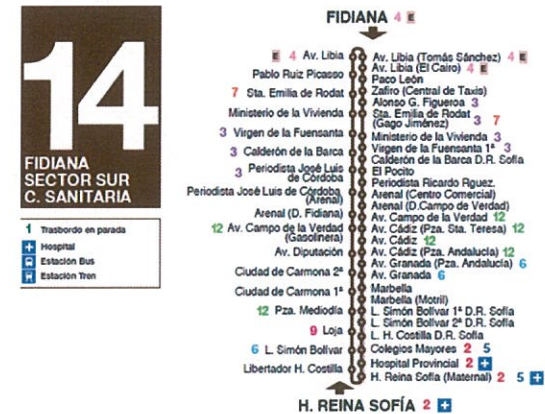 14
FIDIANA
SECTOR SUR
C. SANITARIA
1 Trasbordo en parada
Hospital
Estación Bus
Estación Tren
FIDIANA 4 E
E 4 Av. Libia
Pablo Ruiz Picasso
7 Sta. Emilia de Rodat
Ministerio de la Vivienda
3 Virgen de la Fuensanta
3 Calderón de la Barca
3 Periodista José Luis
de Córdoba
Periodista José Luis de Córdoba
(Arenal)
Arenal (D. Fidiana)
12 Av. Campo de la Verdad
(Gasolinera)
Av. Diputación
Ciudad de Carmona 2ª
Ciudad de Carmona 1ª
12 Pza. Mediodía
9 Loja
6 L. Simón Bolívar
Libertador H. Costilla
Av. Libia (Tomás Sánchez) 4 E
Av. Libia (El Cairo) 4 E
Paco León
Zafiro (Central de Taxis)
Alonso G. Figueroa 3
Sta. Emilia de Rodat
(Gago Jiménez) 3 7
Ministerio de la Vivienda 3
Virgen de la Fuensanta 1ª 3
Calderón de la Barca D.R. Sofía
El Pocito
Periodista Ricardo Rguez.
Arenal (Centro Comercial)
Arenal (D.Campo de Verdad)
Av. Campo de la Verdad 12
Av. Cádiz (Pza. Sta. Teresa) 12
Av. Cádiz 12
Av. Cádiz (Pza. Andalucía) 12
Av. Granada (Pza. Andalucía) 6
Av. Granada 6
Marbella
Marbella (Motril)
L. Simón Bolívar 1ª D.R. Sofía
L. Simón Bolívar 2ª D.R. Sofía
L. H. Costilla D.R. Sofía
Colegios Mayores 2 5
Hospital Provincial 2
H. Reina Sofía (Maternal) 2 5
H. REINA SOFÍA 2